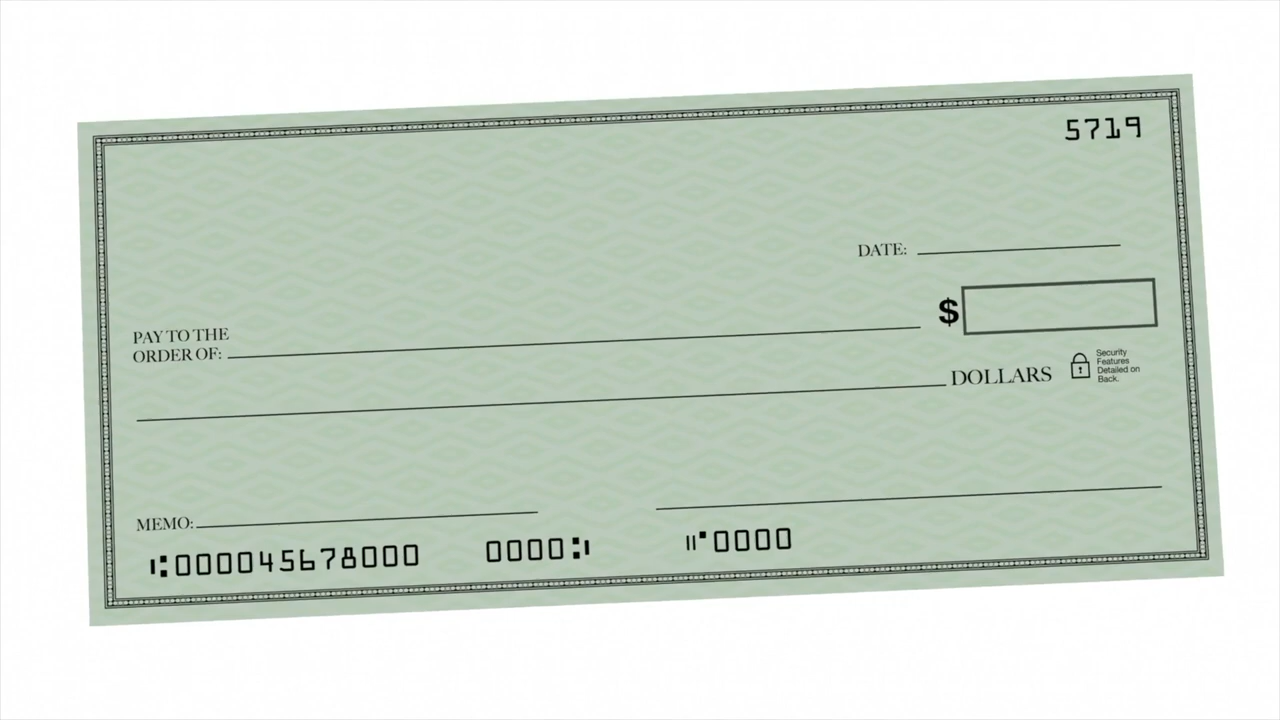 5719
DATE:
PAY TO THE
ORDER OF:
$
DOLLARS
Security
Features
Detailed on
Back.
MEMO:
⑆000045678000 0000⑆ ⑈0000